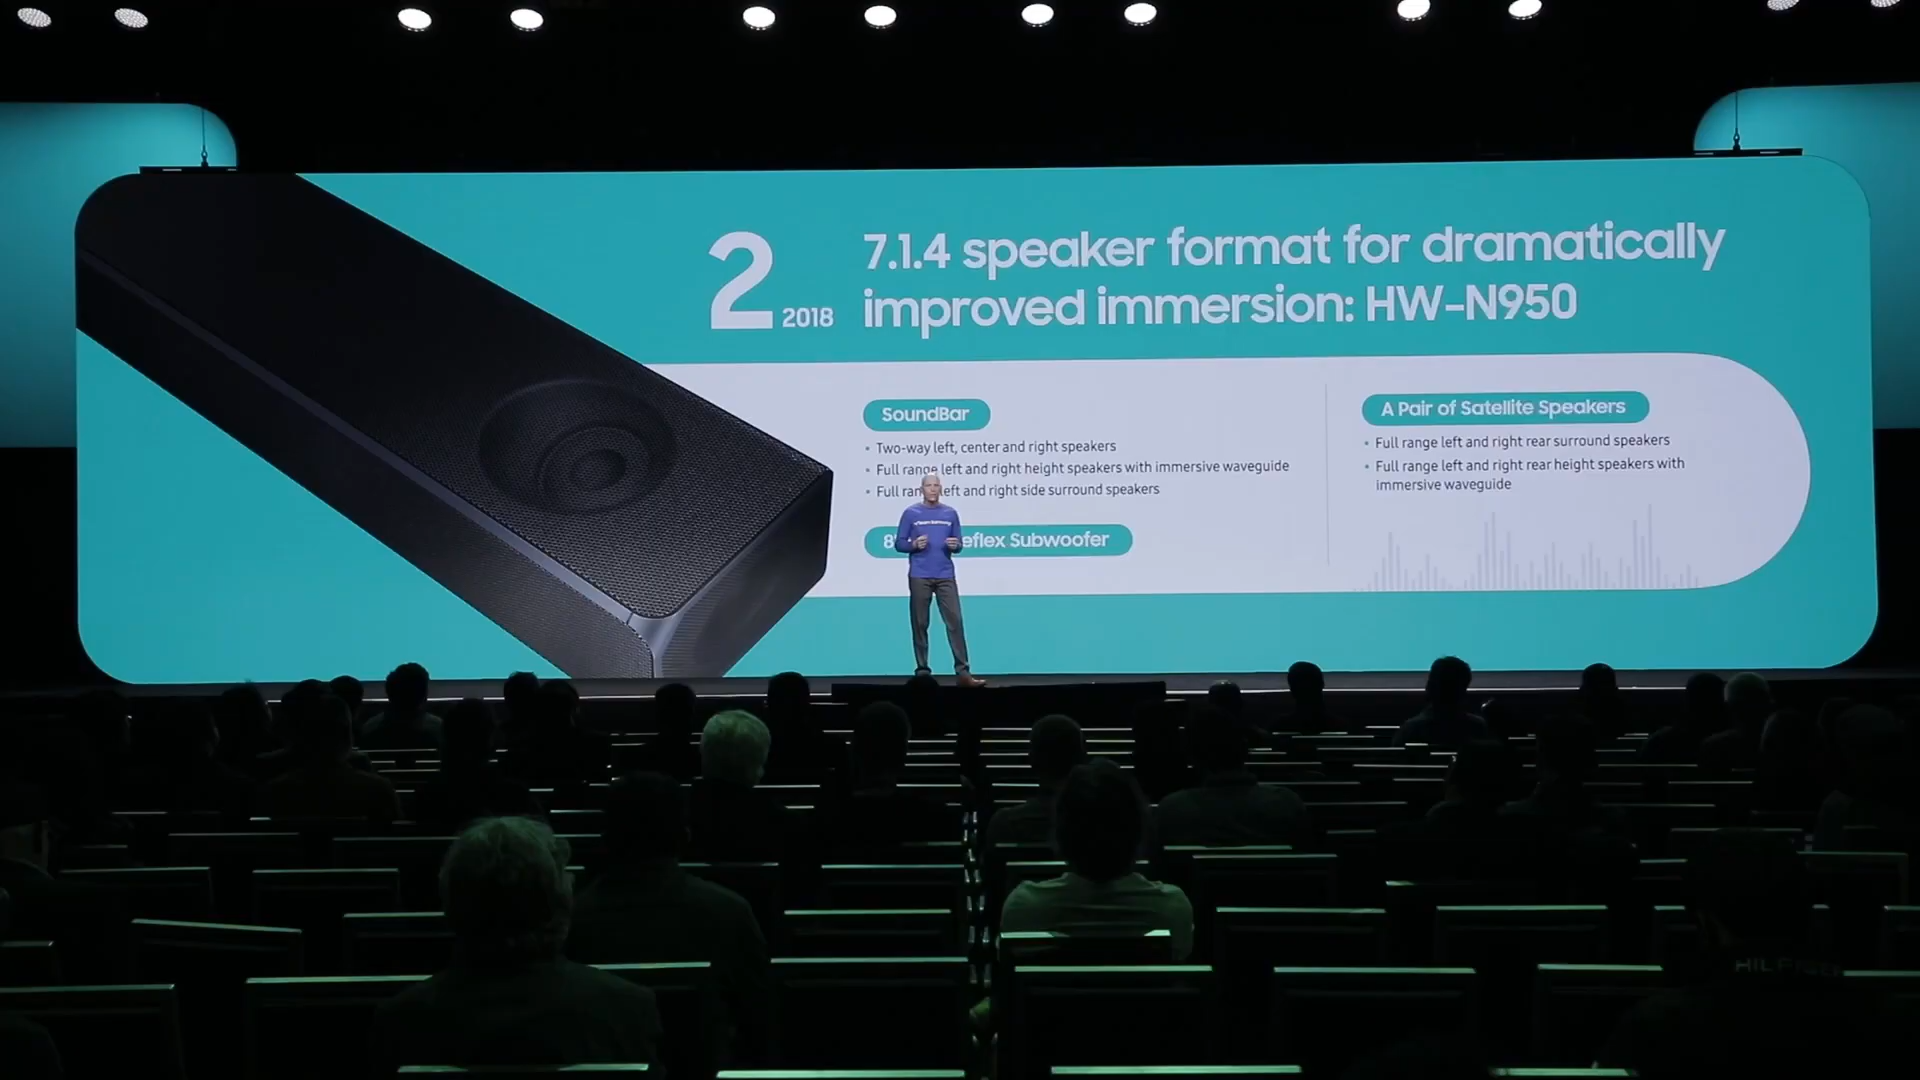 2 2018
7.1.4 speaker format for dramatically
improved immersion: HW-N950
SoundBar
• Two-way left, center and right speakers
• Full range left and right height speakers with immersive waveguide
• Full left and right side surround speakers
Subwoofer
A Pair of Satellite Speakers
• Full range left and right rear surround speakers
• Full range left and right rear height speakers with
immersive waveguide